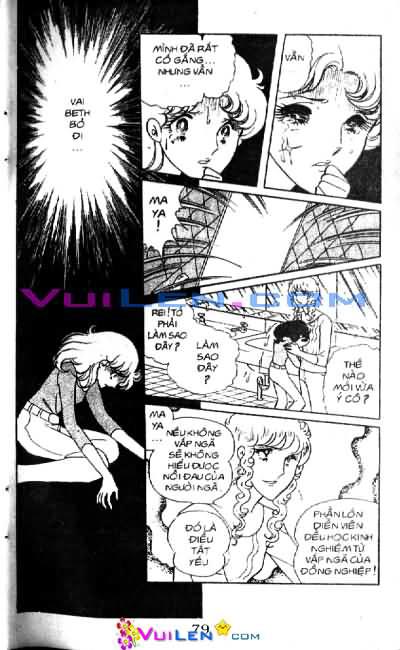 VAI
BETH
BỎ
ĐI
...
MÌNH ĐÃ RẤT
CỐ GẮNG...
NHƯNG VẪN
...
VẪN
MA
YA!
REI! TỚ
PHẢI
LÀM SAO
ĐÂY?
LÀM
SAO
ĐÂY?
THẾ
NÀO
MỚI VỪA
Ý CÔ?
MA
YA
...
NẾU KHÔNG
VẤP NGÃ
SẼ KHÔNG
HIỂU ĐƯỢC
NỖI ĐAU CỦA
NGƯỜI NGÃ
ĐÓ LÀ
ĐIỀU
TẤT
YẾU
PHẦN LỚN
DIỄN VIÊN
ĐỀU HỌC KINH
NGHIỆM TỪ
VẤP NGÃ CỦA
ĐỒNG NGHIỆP!
VUILEN.COM
79
VUILEN.COM